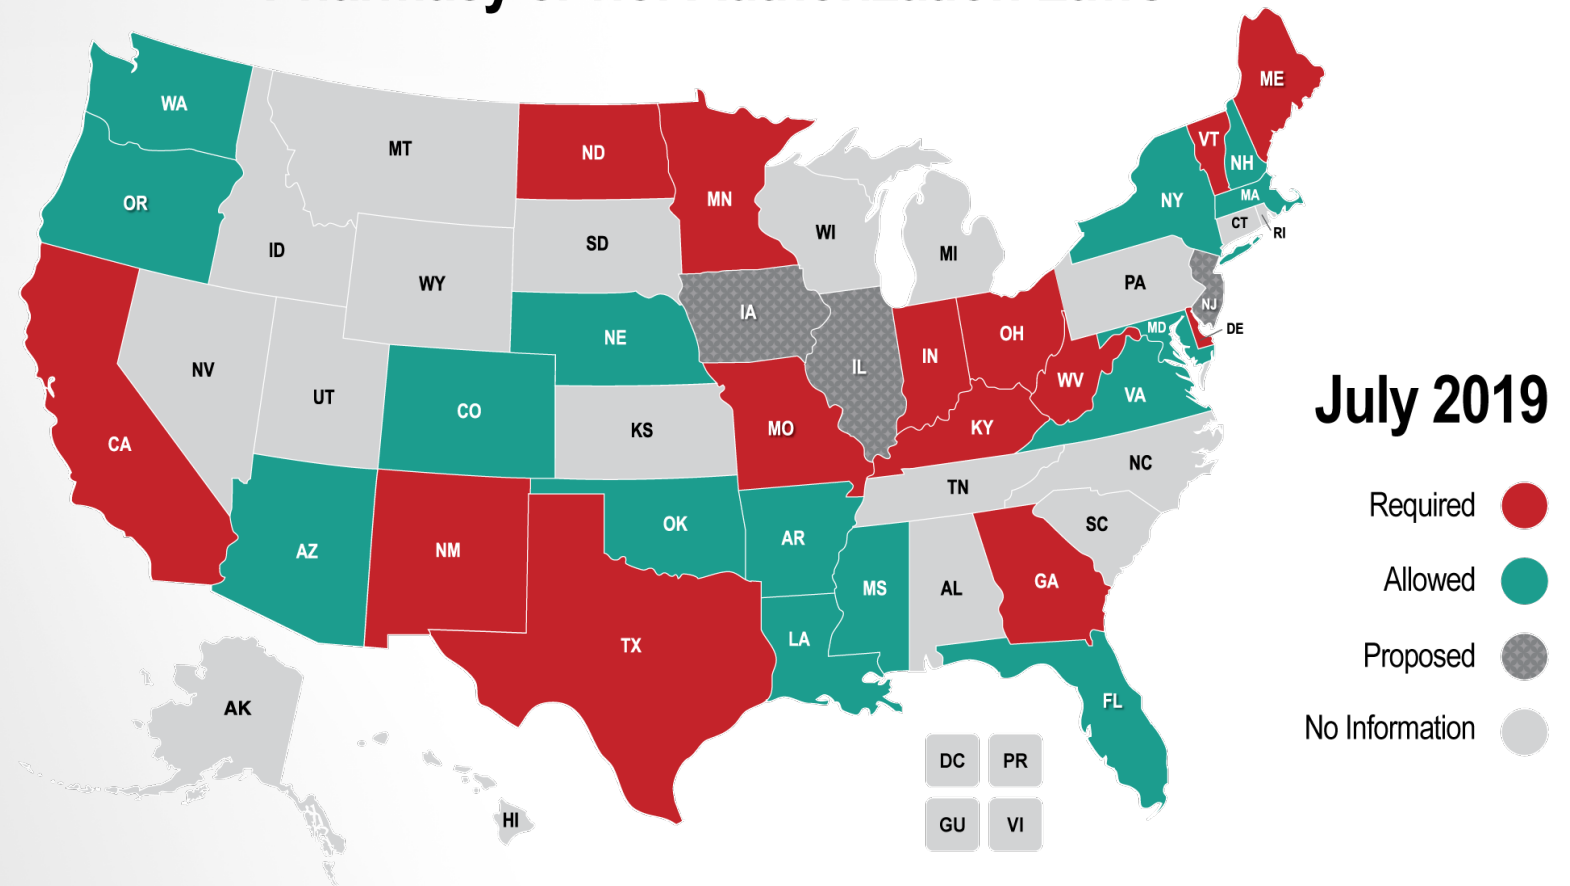 ME
WA
VT
MT
ND
NH
MN
NY
MA
OR
CT
WI
RI
SD
ID
MI
WY
PA
IA
NJ
MD
DE
NE
OH
IN
IL
NV
WV
UT
VA
July 2019
CO
KS
MO
KY
CA
NC
TN
Required
SC
OK
AR
AZ
NM
Allowed
GA
MS
AL
LA
TX
Proposed
FL
AK
No Information
DC
PR
HI
GU
VI